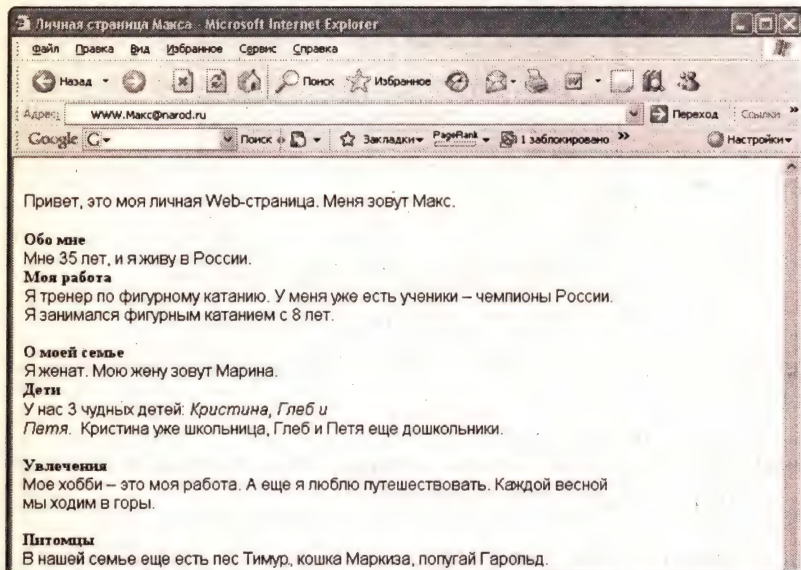 Личная страница Макса - Microsoft Internet Explorer
Файл Правка Вид Избранное Сервис Справка
Назад Поиск Избранное
Адрес: WWW.Макс@narod.ru Переход Ссылки »
Google G Поиск Закладки PageRank 1 заблокировано » Настройки
Привет, это моя личная Web-страница. Меня зовут Макс.
Обо мне
Мне 35 лет, и я живу в России.
Моя работа
Я тренер по фигурному катанию. У меня уже есть ученики – чемпионы России.
Я занимался фигурным катанием с 8 лет.
О моей семье
Я женат. Мою жену зовут Марина.
Дети
У нас 3 чудных детей: Кристина, Глеб и
Петя. Кристина уже школьница, Глеб и Петя еще дошкольники.
Увлечения
Мое хобби – это моя работа. А еще я люблю путешествовать. Каждой весной
мы ходим в горы.
Питомцы
В нашей семье еще есть пес Тимур, кошка Маркиза, попугай Гарольд.